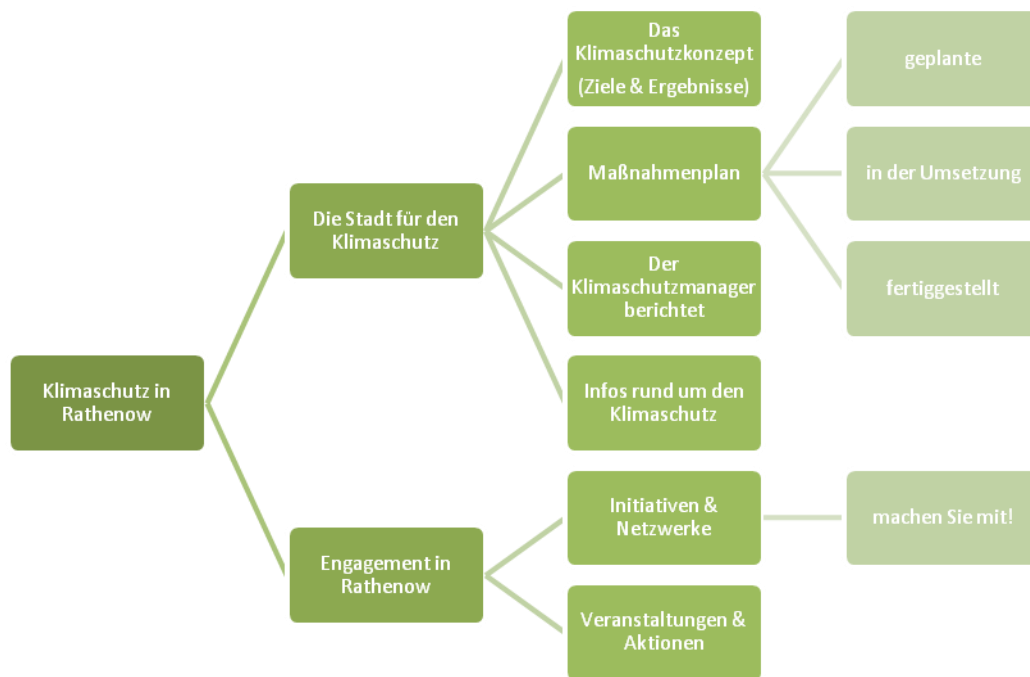 Klimaschutz in
Rathenow
Die Stadt für den
Klimaschutz
Das
Klimaschutzkonzept
(Ziele & Ergebnisse)
Maßnahmenplan
geplante
in der Umsetzung
fertiggestellt
Der
Klimaschutzmanager
berichtet
Infos rund um den
Klimaschutz
Engagement in
Rathenow
Initiativen &
Netzwerke
machen Sie mit!
Veranstaltungen &
Aktionen